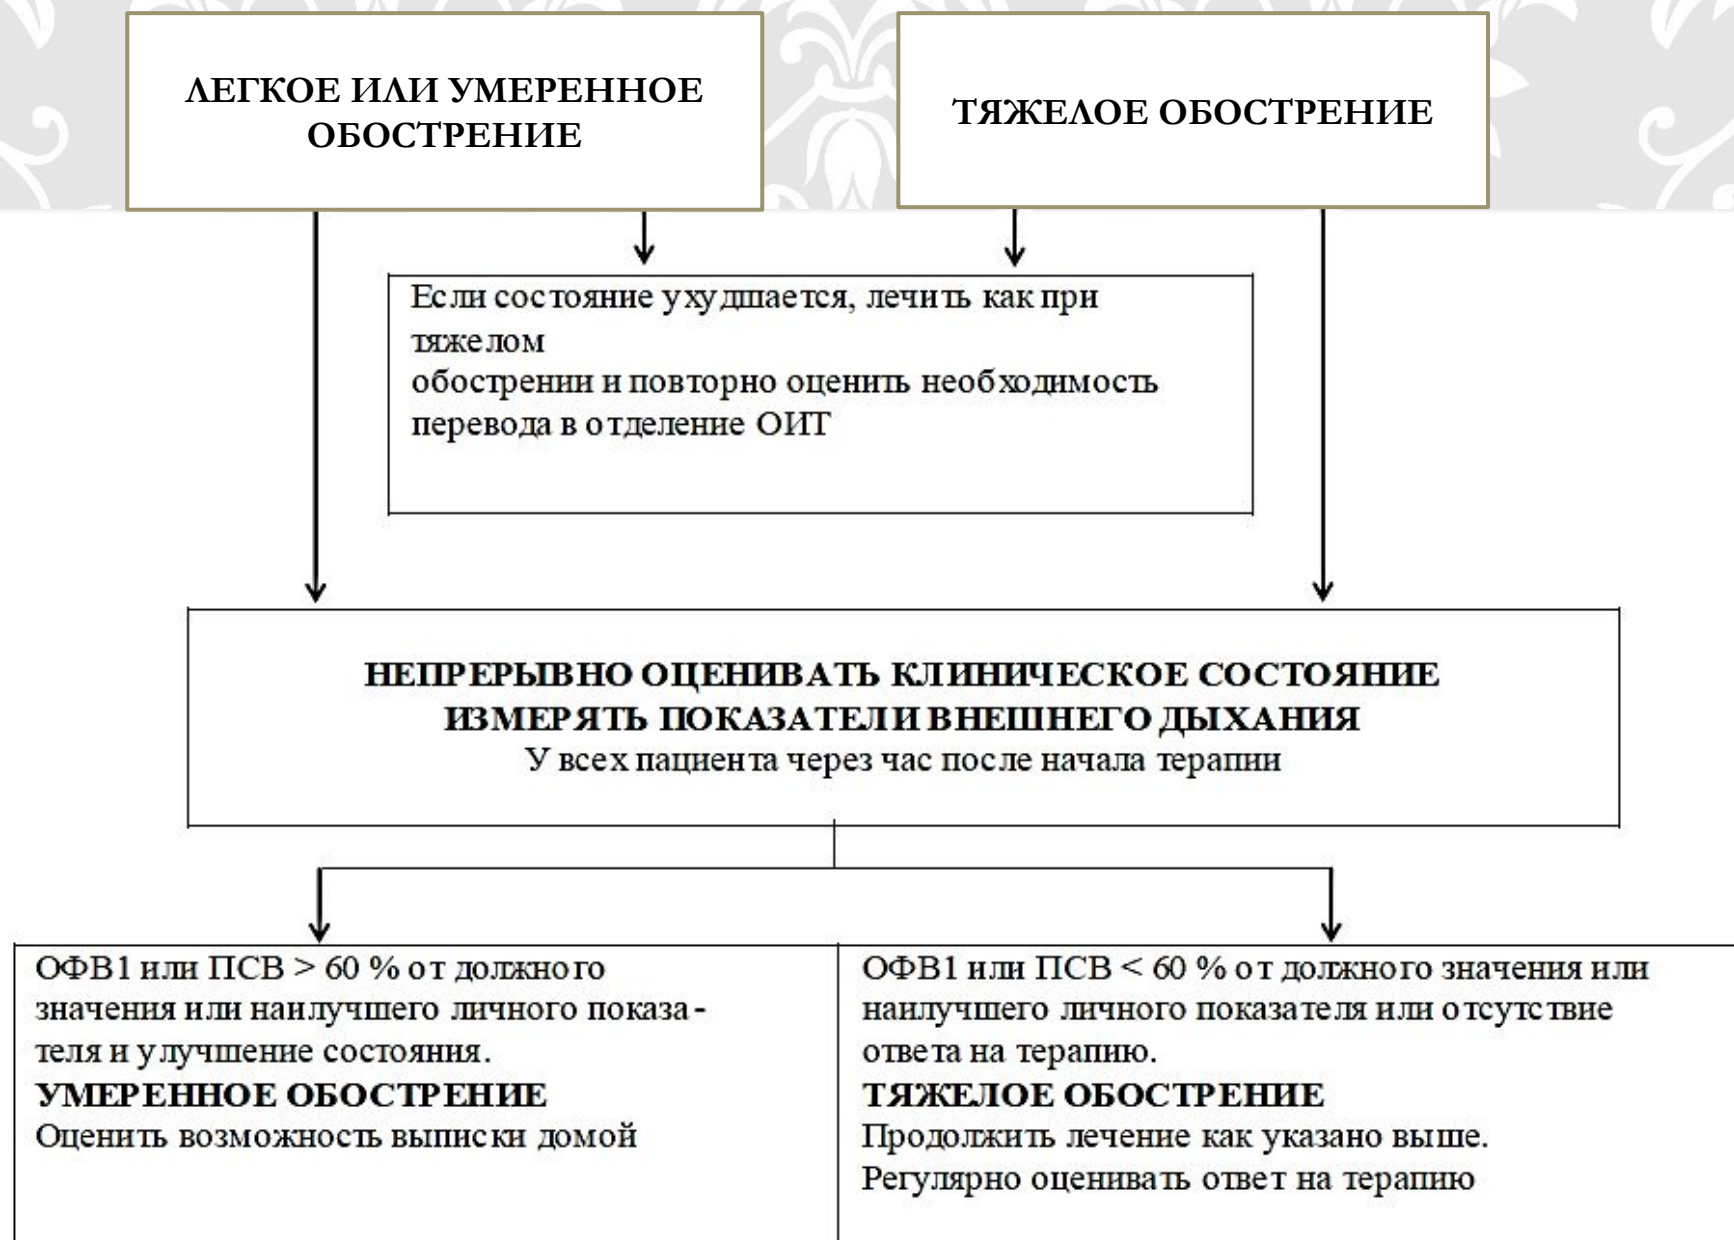 ЛЕГКОЕ ИЛИ УМЕРЕННОЕ
ОБОСТРЕНИЕ
ТЯЖЕЛОЕ ОБОСТРЕНИЕ
Если состояние ухудшается, лечить как при
тяжелом
обострении и повторно оценить необходимость
перевода в отделение ОИТ
НЕПРЕРЫВНО ОЦЕНИВАТЬ КЛИНИЧЕСКОЕ СОСТОЯНИЕ
ИЗМЕРЯТЬ ПОКАЗАТЕЛИ ВНЕШНЕГО ДЫХАНИЯ
У всех пациента через час после начала терапии
ОФВ1 или ПСВ > 60 % от должного
значения или наилучшего личного показа-
теля и улучшение состояния.
УМЕРЕННОЕ ОБОСТРЕНИЕ
Оценить возможность выписки домой
ОФВ1 или ПСВ < 60 % от должного значения или
наилучшего личного показателя или отсутствие
ответа на терапию.
ТЯЖЕЛОЕ ОБОСТРЕНИЕ
Продолжить лечение как указано выше.
Регулярно оценивать ответ на терапию